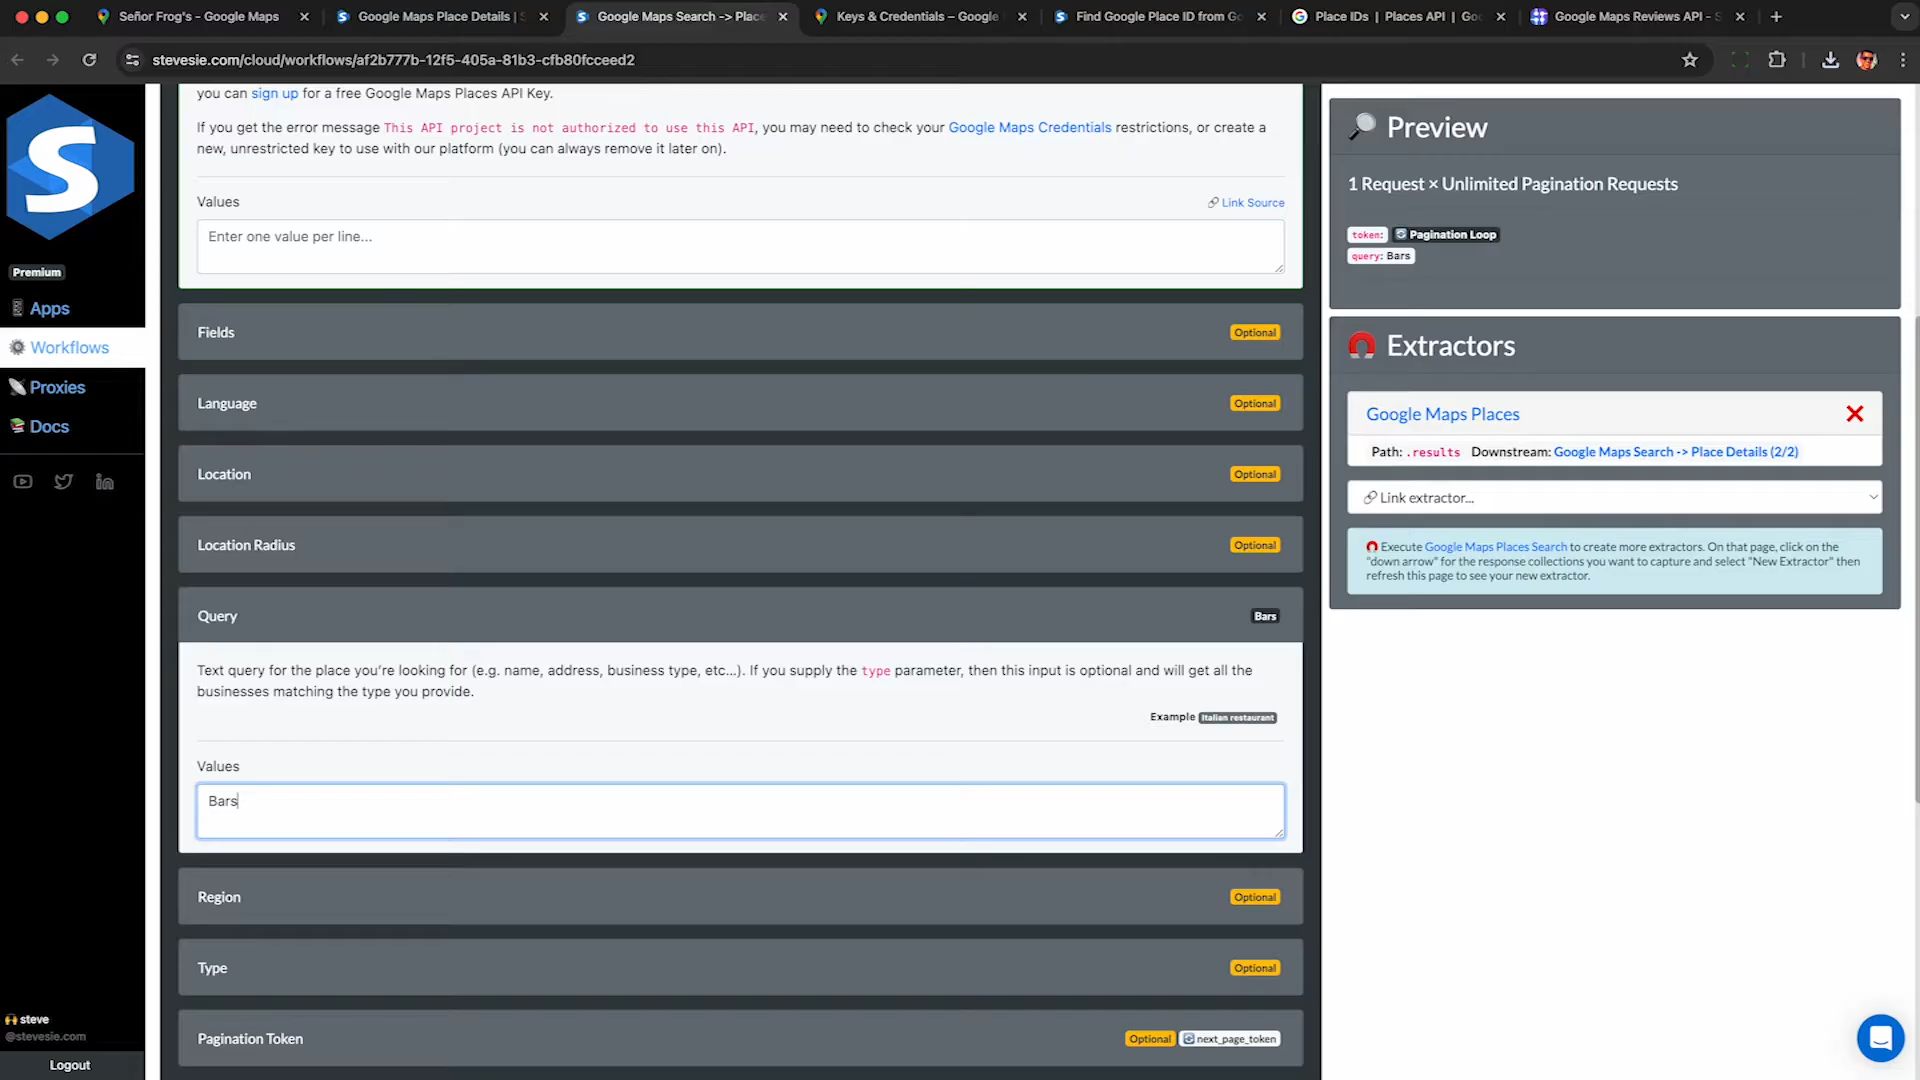 Señor Frog's - Google Maps
Google Maps Place Details | S
Google Maps Search -> Place
Keys & Credentials – Google
Find Google Place ID from Go
Place IDs | Places API | Goo
Google Maps Reviews API - S
stevesie.com/cloud/workflows/af2b777b-12f5-405a-81b3-cfb80fcceed2
S
Premium
Apps
Workflows
Proxies
Docs
steve
@stevesie.com
Logout
you can sign up for a free Google Maps Places API Key.
If you get the error message This API project is not authorized to use this API, you may need to check your Google Maps Credentials restrictions, or create a
new, unrestricted key to use with our platform (you can always remove it later on).
Values
Link Source
Enter one value per line...
Fields
Optional
Language
Optional
Location
Optional
Location Radius
Optional
Query
Bars
Text query for the place you're looking for (e.g. name, address, business type, etc...). If you supply the type parameter, then this input is optional and will get all the
businesses matching the type you provide.
Example Italian restaurant
Values
Bars
Region
Optional
Type
Optional
Pagination Token
Optional next_page_token
Preview
1 Request × Unlimited Pagination Requests
token: Pagination Loop
query: Bars
Extractors
Google Maps Places
Path: .results Downstream: Google Maps Search -> Place Details (2/2)
Link extractor...
Execute Google Maps Places Search to create more extractors. On that page, click on the
"down arrow" for the response collections you want to capture and select "New Extractor" then
refresh this page to see your new extractor.